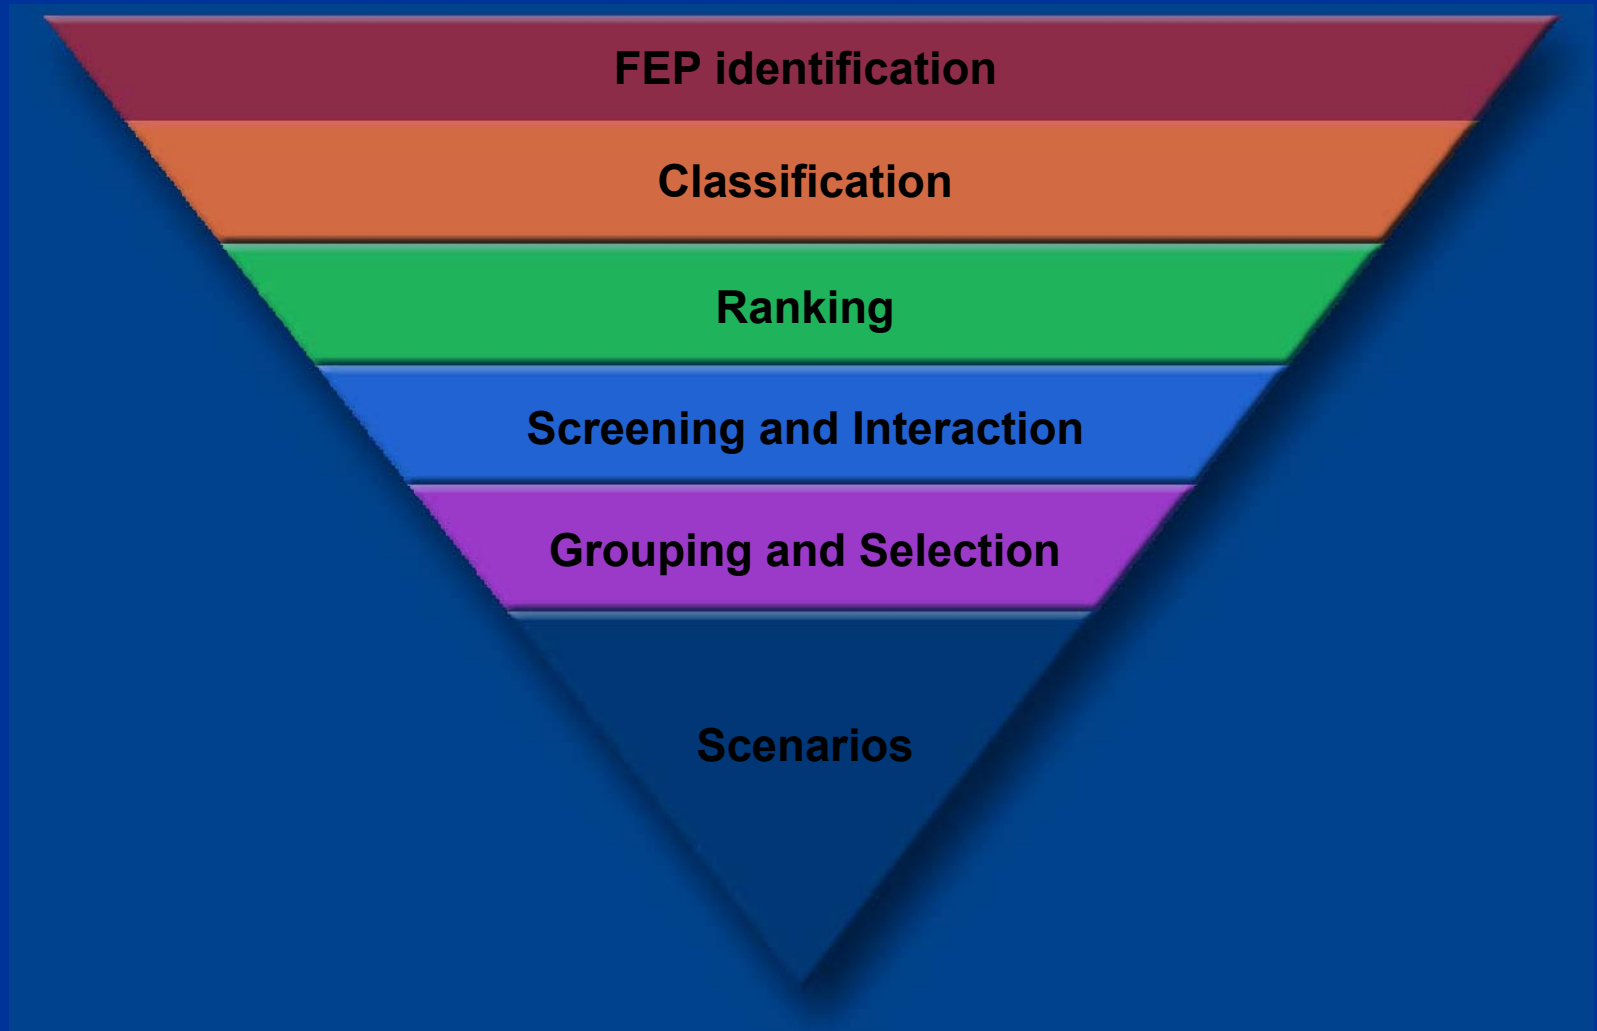 FEP identification
Classification
Ranking
Screening and Interaction
Grouping and Selection
Scenarios